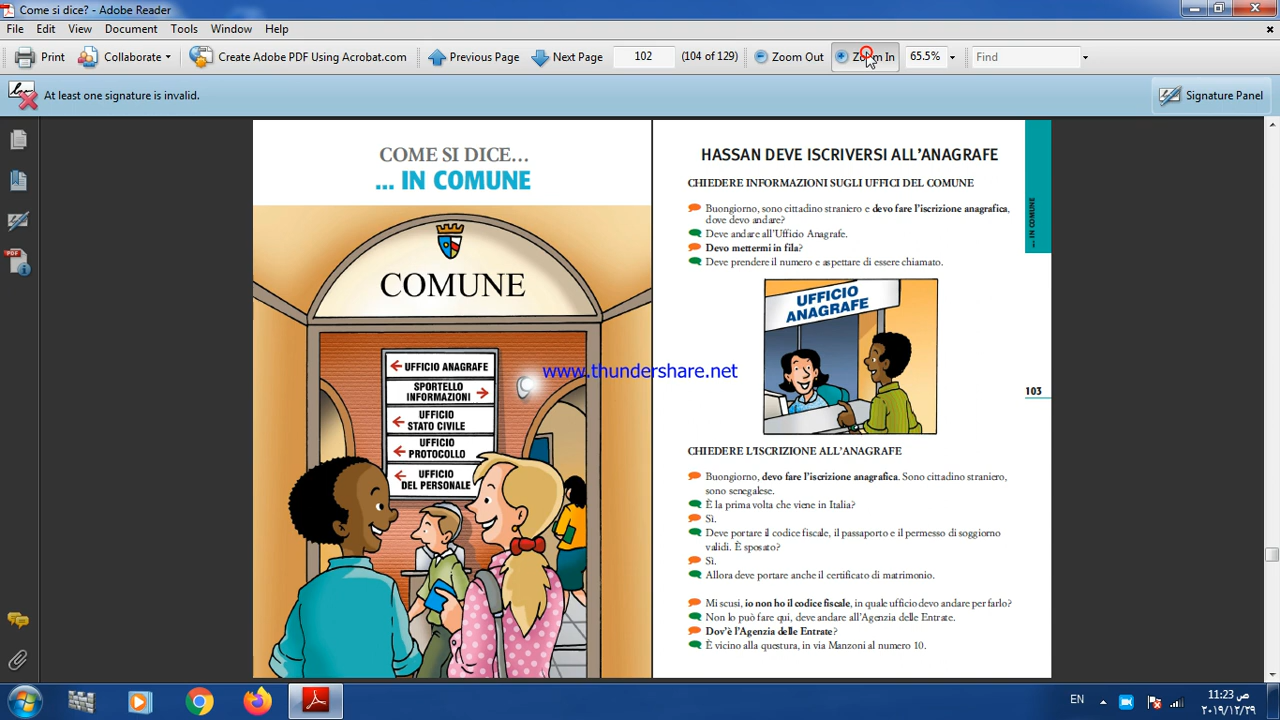 Come si dice? - Adobe Reader
File Edit View Document Tools Window Help
Print Collaborate Create Adobe PDF Using Acrobat.com Previous Page Next Page 102 (104 of 129) Zoom Out Zoom In 65.5% Find
At least one signature is invalid.
Signature Panel
COME SI DICE...
... IN COMUNE
COMUNE
UFFICIO ANAGRAFE
SPORTELLO
INFORMAZIONI
UFFICIO
STATO CIVILE
UFFICIO
PROTOCOLLO
UFFICIO
DEL PERSONALE
www.thundershare.net
HASSAN DEVE ISCRIVERSI ALL'ANAGRAFE
CHIEDERE INFORMAZIONI SUGLI UFFICI DEL COMUNE
Buongiorno, sono cittadino straniero e devo fare l'iscrizione anagrafica,
dove devo andare?
Deve andare all'Ufficio Anagrafe.
Devo mettermi in fila?
Deve prendere il numero e aspettare di essere chiamato.
UFFICIO
ANAGRAFE
CHIEDERE L'ISCRIZIONE ALL'ANAGRAFE
Buongiorno, devo fare l'iscrizione anagrafica. Sono cittadino straniero,
sono senegalese.
È la prima volta che viene in Italia?
Sì.
Deve portare il codice fiscale, il passaporto e il permesso di soggiorno
validi. È sposato?
Sì.
Allora deve portare anche il certificato di matrimonio.
Mi scusi, io non ho il codice fiscale, in quale ufficio devo andare per farlo?
Non lo può fare qui, deve andare all'Agenzia delle Entrate.
Dov'è l'Agenzia delle Entrate?
È vicino alla questura, in via Manzoni al numero 10.
... IN COMUNE
103
PDF
EN
11:23 ص
٢٠١٩/١٢/٢٩